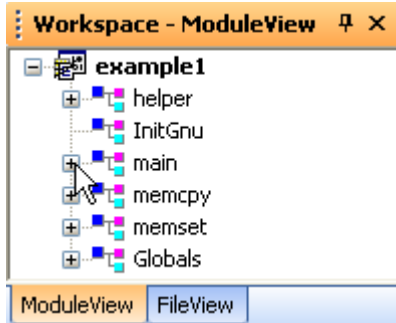 Workspace - ModuleView
example1
helper
InitGnu
main
memcpy
memset
Globals
ModuleView FileView